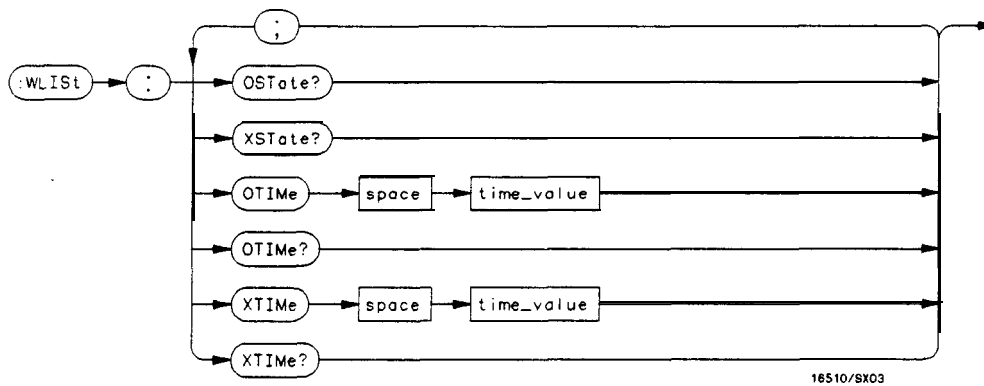 ;
:WLISt : OSTate?
XSTate?
OTIMe space time_value
OTIMe?
XTIMe space time_value
XTIMe?
16510/SX03